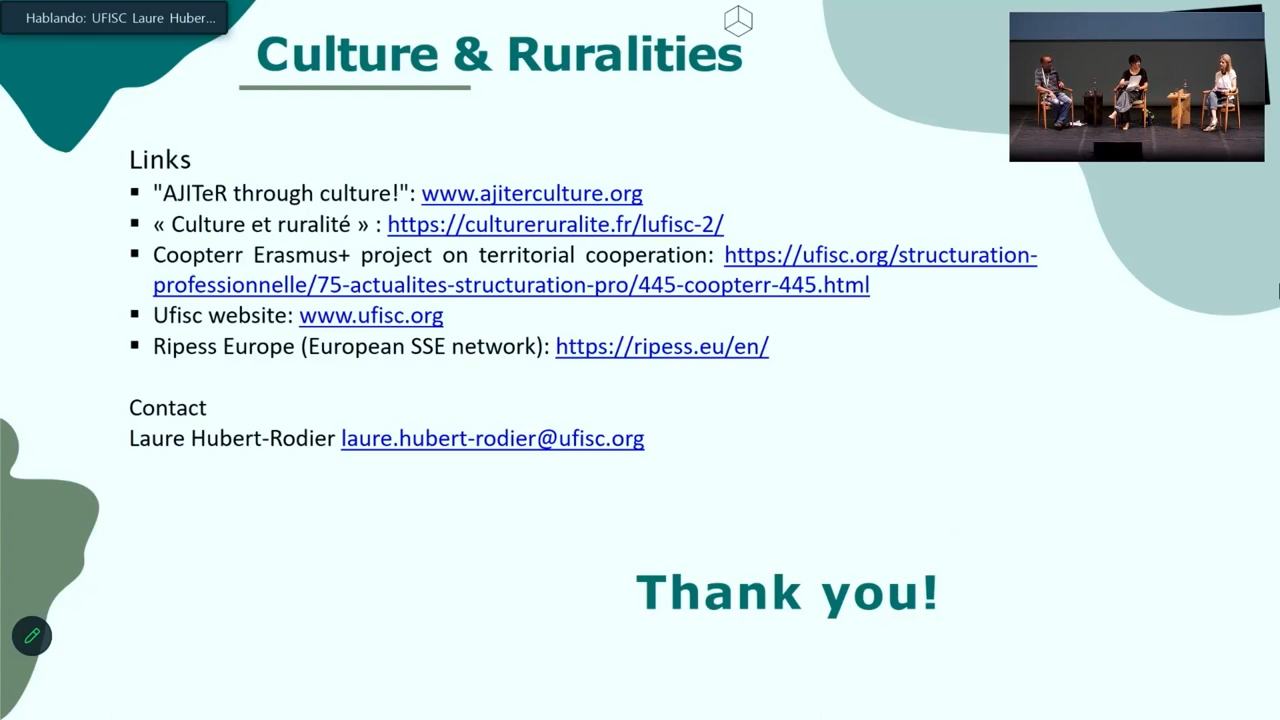 Hablando: UFISC Laure Huber...
Culture & Ruralities
Links
▪ "AJITeR through culture!": www.ajiterculture.org
▪ « Culture et ruralité » : https://cultureruralite.fr/lufisc-2/
▪ Coopterr Erasmus+ project on territorial cooperation: https://ufisc.org/structuration-
professionnelle/75-actualites-structuration-pro/445-coopterr-445.html
▪ Ufisc website: www.ufisc.org
▪ Ripess Europe (European SSE network): https://ripess.eu/en/
Contact
Laure Hubert-Rodier laure.hubert-rodier@ufisc.org
Thank you!